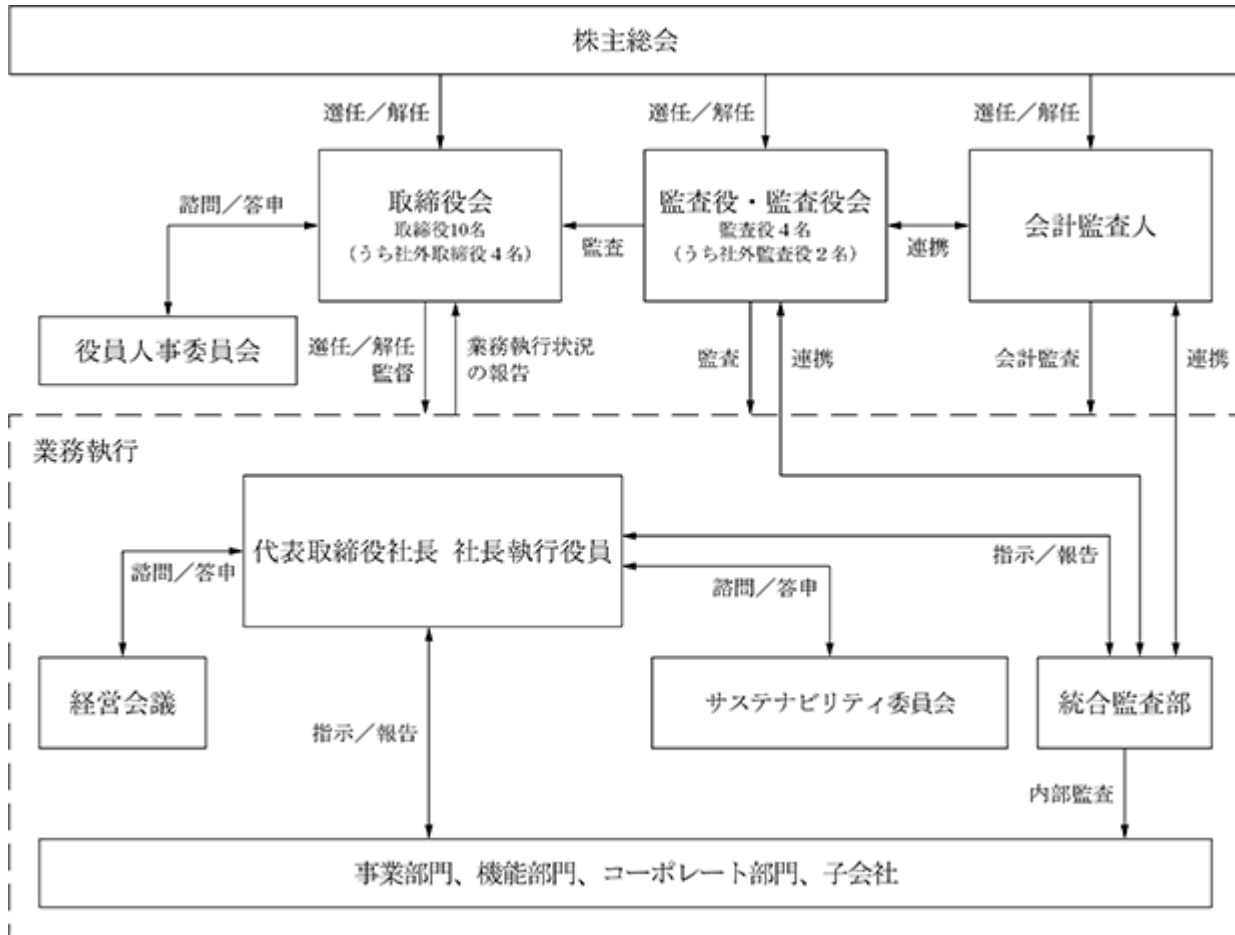 株主総会
選任／解任
選任／解任
選任／解任
諮問／答申
取締役会
取締役10名
（うち社外取締役４名）
監査
監査役・監査役会
監査役４名
（うち社外監査役２名）
連携
会計監査人
役員人事委員会
選任／解任
監督
業務執行状況
の報告
監査
連携
会計監査
連携
業務執行
代表取締役社長 社長執行役員
諮問／答申
諮問／答申
指示／報告
経営会議
サステナビリティ委員会
統合監査部
指示／報告
内部監査
事業部門、機能部門、コーポレート部門、子会社